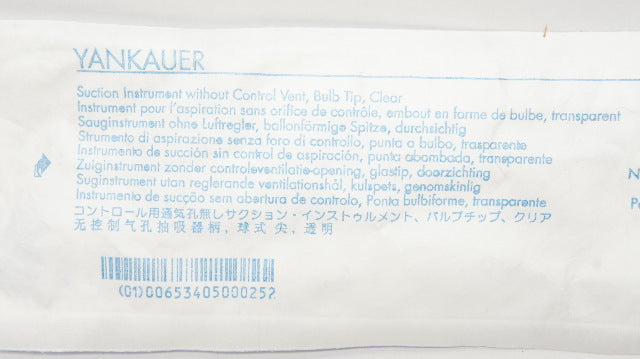 YANKAUER
Suction Instrument without Control Vent, Bulb Tip, Clear
Instrument pour l'aspiration sans orifice de contrôle, embout en forme de bulbe, transparent
Sauginstrument ohne Luftregler, ballonförmige Spitze, durchsichtig
Strumento di aspirazione senza foro di controllo, punta a bulbo, trasparente
Instrumento de succión sin control de aspiración, punta abombada, transparente
Zuiginstrument zonder controleventilatie-opening, glastip, doorzichting
Suginstrument utan reglerande ventilationshål, kulspets, genomskinlig
Instrumento de sucção sem abertura de controlo, Ponta bulbiforme, transparente
コントロール用通気孔無しサクション・インストゥルメント、バルブチップ、クリア
无控制气孔抽吸器柄，球式尖，透明
(01)00653405000257